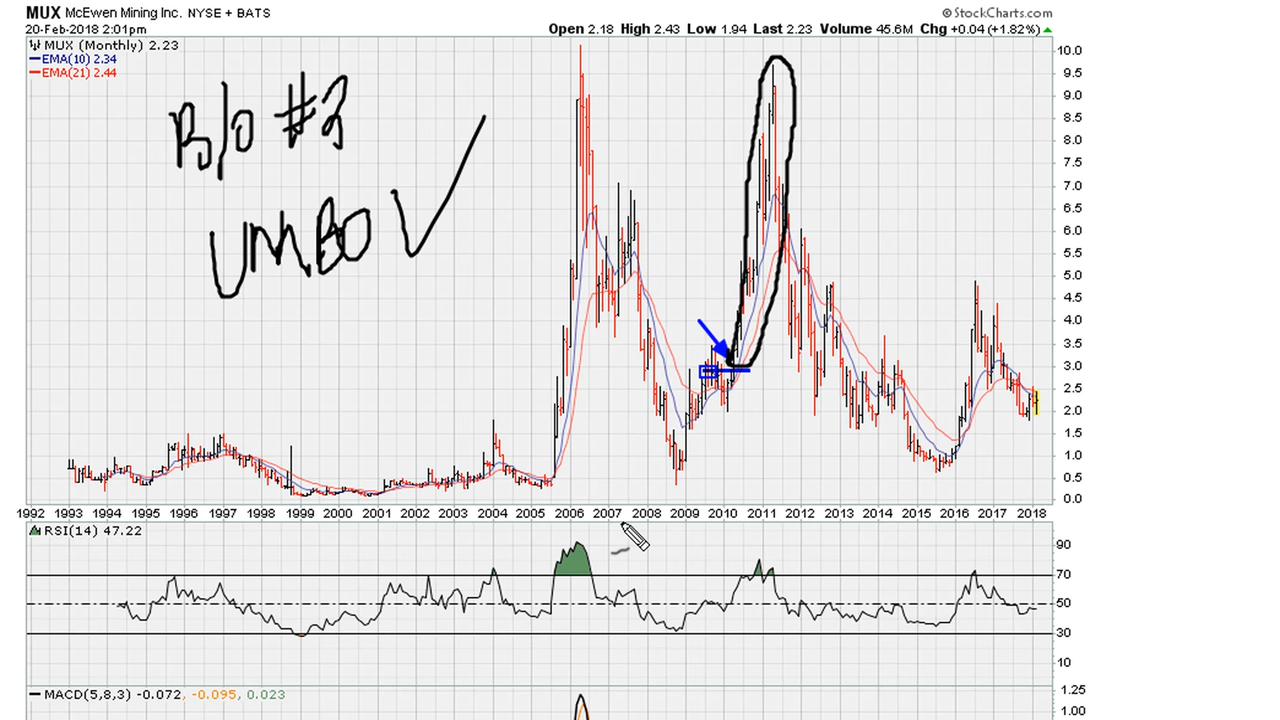 MUX McEwen Mining Inc. NYSE + BATS
© StockCharts.com
20-Feb-2018 2:01pm
Open 2.18 High 2.43 Low 1.94 Last 2.23 Volume 45.6M Chg +0.04 (+1.82%)
MUX (Monthly) 2.23
EMA(10) 2.34
EMA(21) 2.44
B/O #3
UMBO
10.0
9.5
9.0
8.5
8.0
7.5
7.0
6.5
6.0
5.5
5.0
4.5
4.0
3.5
3.0
2.5
2.0
1.5
1.0
0.5
0.0
1992 1993 1994 1995 1996 1997 1998 1999 2000 2001 2002 2003 2004 2005 2006 2007 2008 2009 2010 2011 2012 2013 2014 2015 2016 2017 2018
RSI(14) 47.22
90
70
50
30
10
MACD(5,8,3) -0.072, -0.095, 0.023
1.25
1.00